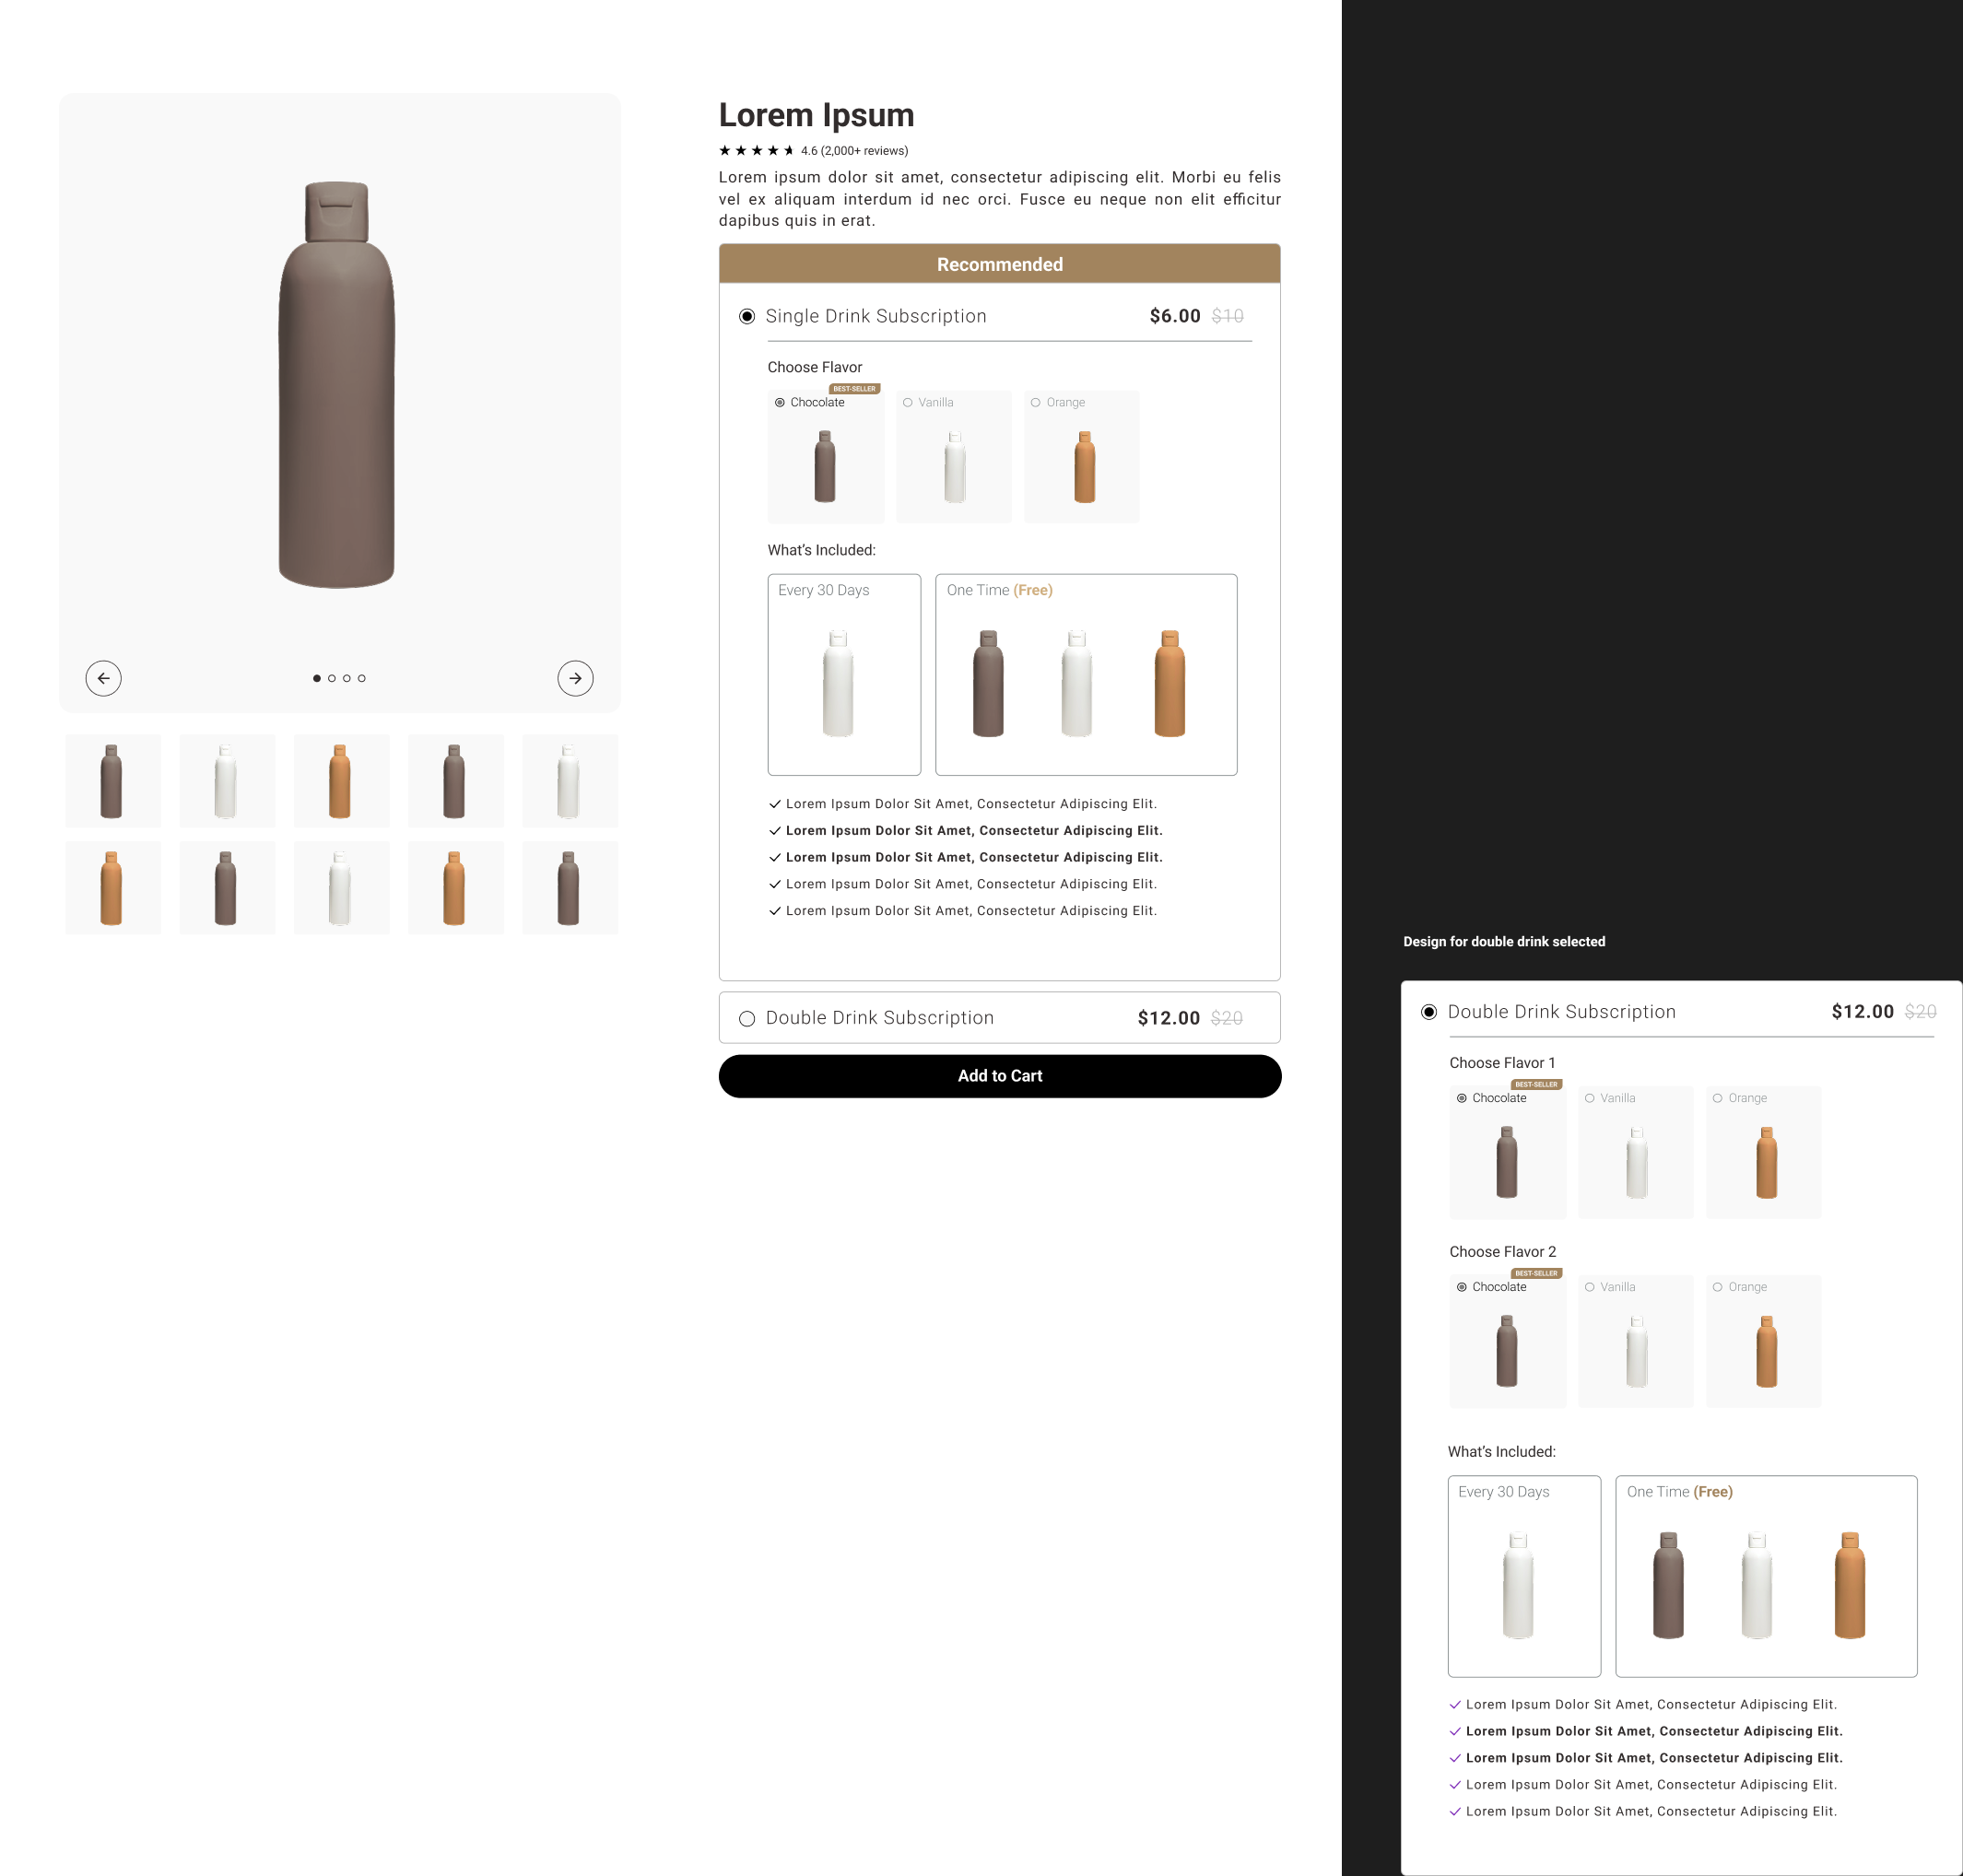 Lorem Ipsum
4.6 (2,000+ reviews)
Lorem ipsum dolor sit amet, consectetur adipiscing elit. Morbi eu felis
vel ex aliquam interdum id nec orci. Fusce eu neque non elit efficitur
dapibus quis in erat.
Recommended
Single Drink Subscription $6.00 $10
Choose Flavor
BEST-SELLER
Chocolate Vanilla Orange
What’s Included:
Every 30 Days One Time (Free)
Lorem Ipsum Dolor Sit Amet, Consectetur Adipiscing Elit.
Lorem Ipsum Dolor Sit Amet, Consectetur Adipiscing Elit.
Lorem Ipsum Dolor Sit Amet, Consectetur Adipiscing Elit.
Lorem Ipsum Dolor Sit Amet, Consectetur Adipiscing Elit.
Lorem Ipsum Dolor Sit Amet, Consectetur Adipiscing Elit.
Double Drink Subscription $12.00 $20
Add to Cart
Design for double drink selected
Double Drink Subscription $12.00 $20
Choose Flavor 1
BEST-SELLER
Chocolate Vanilla Orange
Choose Flavor 2
BEST-SELLER
Chocolate Vanilla Orange
What’s Included:
Every 30 Days One Time (Free)
Lorem Ipsum Dolor Sit Amet, Consectetur Adipiscing Elit.
Lorem Ipsum Dolor Sit Amet, Consectetur Adipiscing Elit.
Lorem Ipsum Dolor Sit Amet, Consectetur Adipiscing Elit.
Lorem Ipsum Dolor Sit Amet, Consectetur Adipiscing Elit.
Lorem Ipsum Dolor Sit Amet, Consectetur Adipiscing Elit.